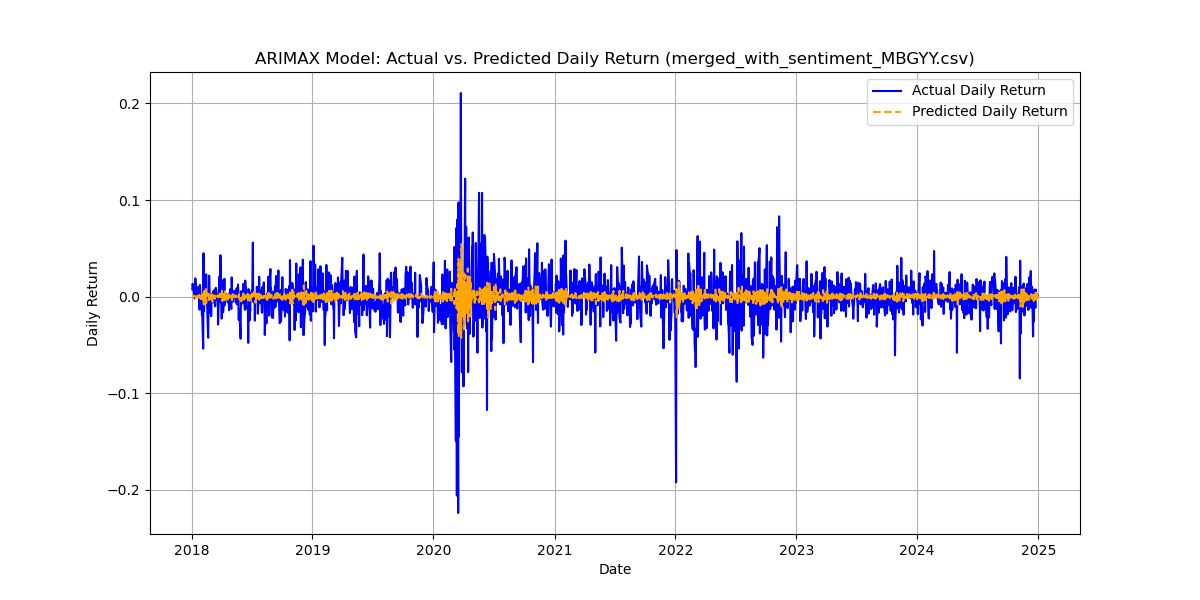 ARIMAX Model: Actual vs. Predicted Daily Return (merged_with_sentiment_MBGYY.csv)
Actual Daily Return
Predicted Daily Return
Daily Return
0.2
0.1
0.0
−0.1
−0.2
2018 2019 2020 2021 2022 2023 2024 2025
Date